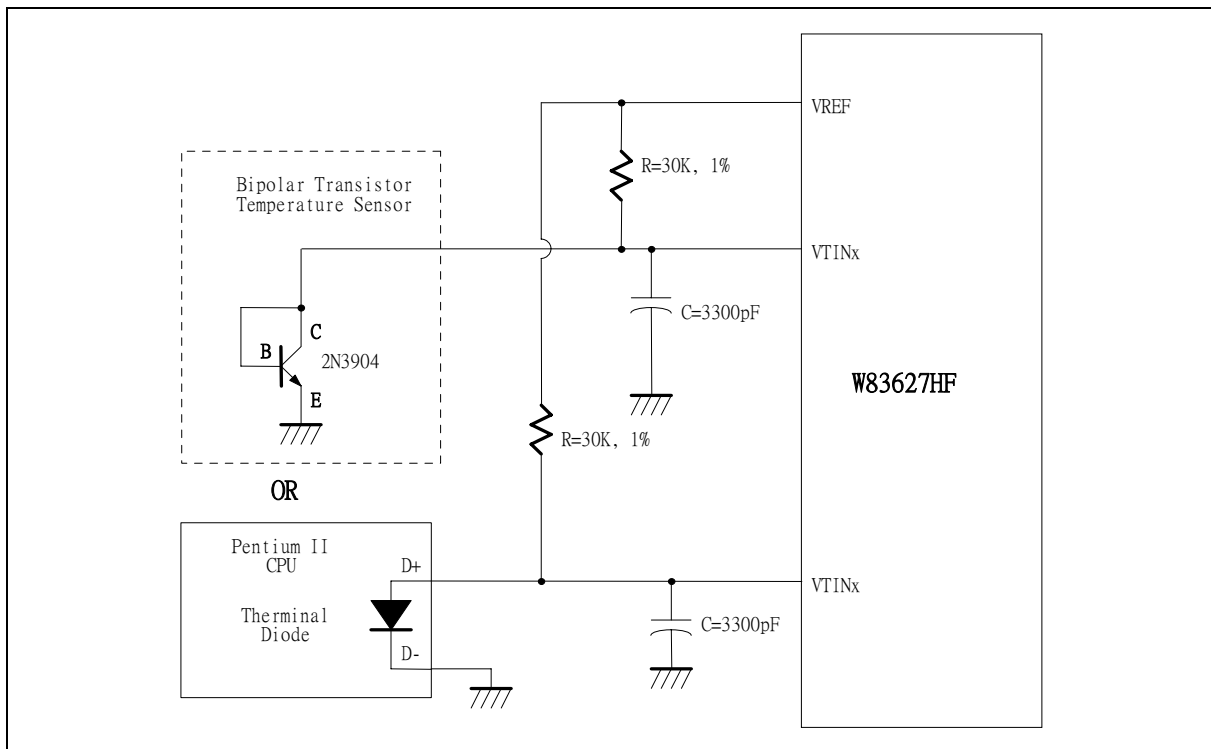 VREF
R=30K, 1%
Bipolar Transistor
Temperature Sensor
VTINx
C=3300pF
C
B
2N3904
W83627HF
E
R=30K, 1%
OR
Pentium II
CPU
D+
VTINx
Therminal
Diode
C=3300pF
D-